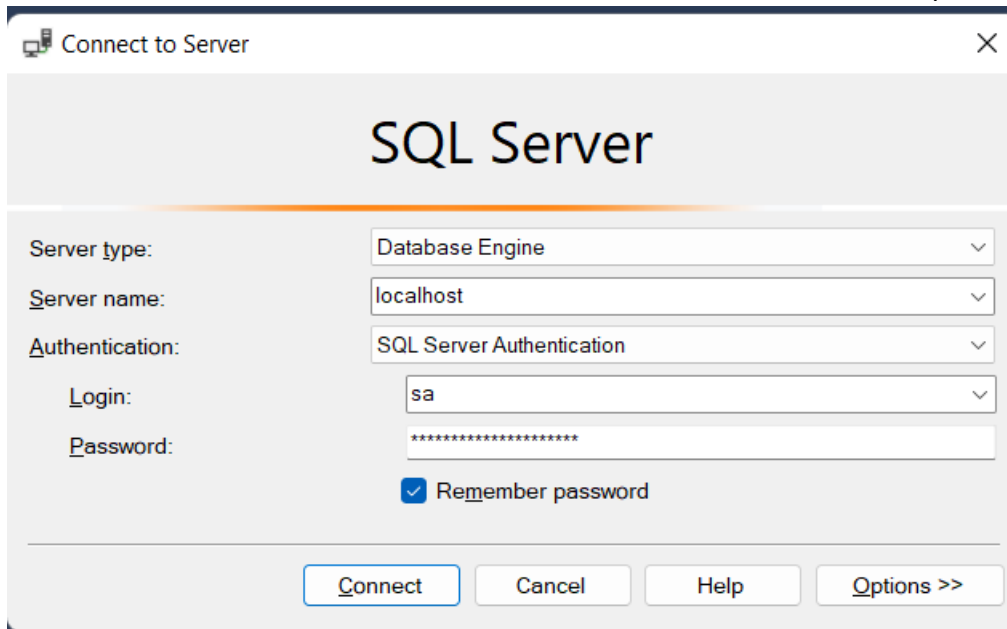 Connect to Server
SQL Server
Server type: Database Engine
Server name: localhost
Authentication: SQL Server Authentication
Login: sa
Password: *********************
Remember password
Connect Cancel Help Options >>